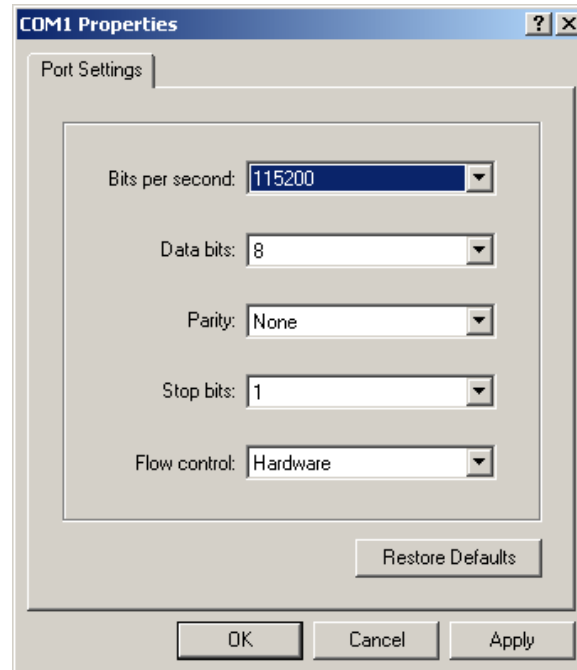 COM1 Properties
Port Settings
Bits per second: 115200
Data bits: 8
Parity: None
Stop bits: 1
Flow control: Hardware
Restore Defaults
OK Cancel Apply